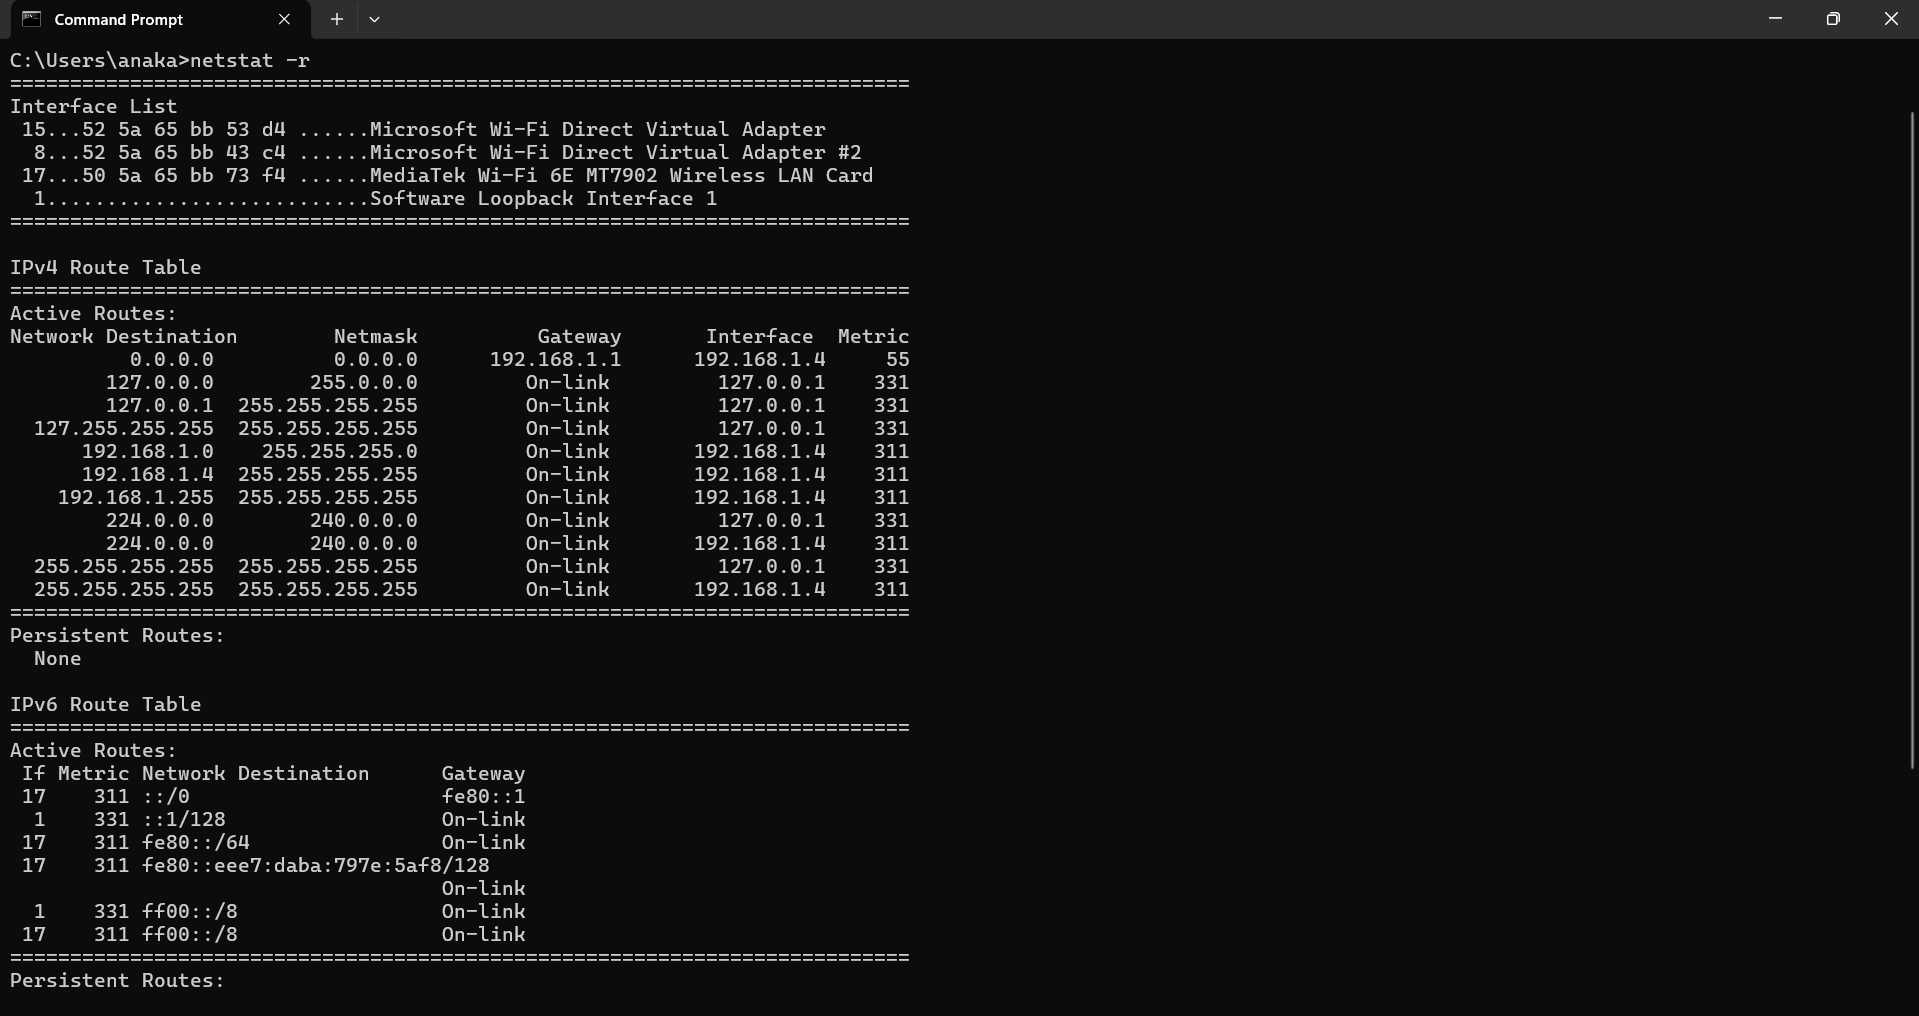 Command Prompt
C:\Users\anaka>netstat -r
===========================================================================
Interface List
 15...52 5a 65 bb 53 d4 ......Microsoft Wi-Fi Direct Virtual Adapter
  8...52 5a 65 bb 43 c4 ......Microsoft Wi-Fi Direct Virtual Adapter #2
 17...50 5a 65 bb 73 f4 ......MediaTek Wi-Fi 6E MT7902 Wireless LAN Card
  1...........................Software Loopback Interface 1
===========================================================================

IPv4 Route Table
===========================================================================
Active Routes:
Network Destination        Netmask          Gateway       Interface  Metric
          0.0.0.0          0.0.0.0      192.168.1.1      192.168.1.4     55
        127.0.0.0        255.0.0.0         On-link         127.0.0.1    331
        127.0.0.1  255.255.255.255         On-link         127.0.0.1    331
  127.255.255.255  255.255.255.255         On-link         127.0.0.1    331
      192.168.1.0    255.255.255.0         On-link       192.168.1.4    311
      192.168.1.4  255.255.255.255         On-link       192.168.1.4    311
    192.168.1.255  255.255.255.255         On-link       192.168.1.4    311
        224.0.0.0        240.0.0.0         On-link         127.0.0.1    331
        224.0.0.0        240.0.0.0         On-link       192.168.1.4    311
  255.255.255.255  255.255.255.255         On-link         127.0.0.1    331
  255.255.255.255  255.255.255.255         On-link       192.168.1.4    311
===========================================================================
Persistent Routes:
  None

IPv6 Route Table
===========================================================================
Active Routes:
 If Metric Network Destination      Gateway
 17    311 ::/0                     fe80::1
  1    331 ::1/128                  On-link
 17    311 fe80::/64                On-link
 17    311 fe80::eee7:daba:797e:5af8/128
                                    On-link
  1    331 ff00::/8                 On-link
 17    311 ff00::/8                 On-link
===========================================================================
Persistent Routes: